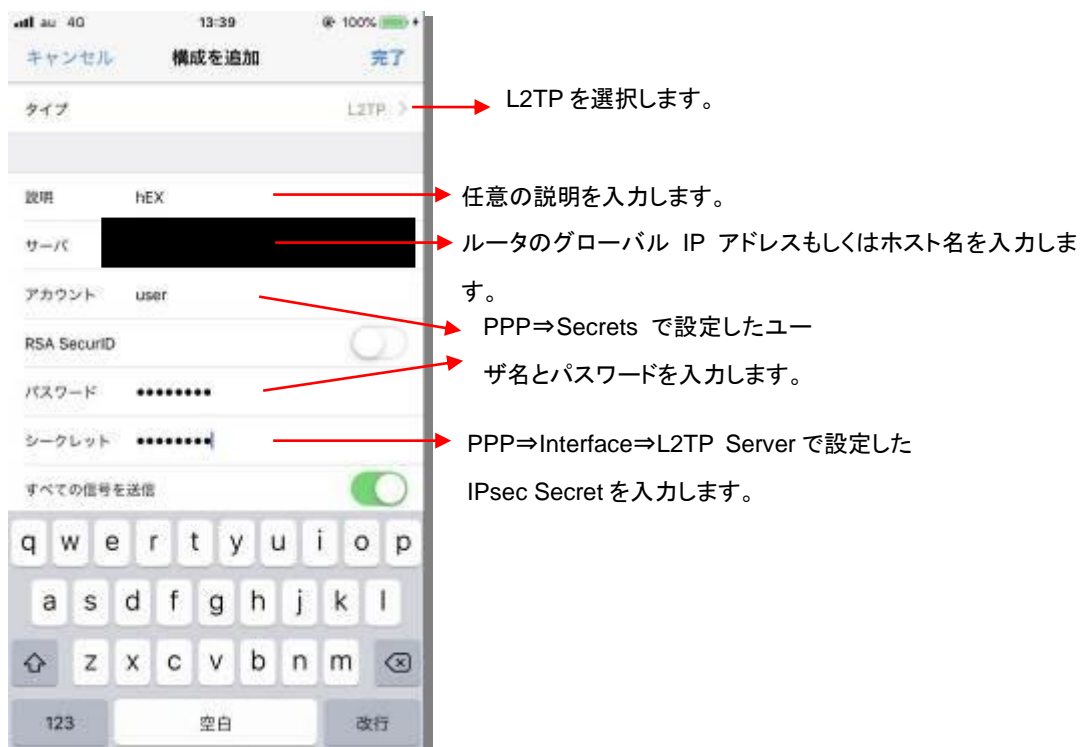 au 4G 13:39 100%
キャンセル 構成を追加 完了
タイプ L2TP
L2TP を選択します。
説明 hEX
任意の説明を入力します。
サーバ
ルータのグローバル IP アドレスもしくはホスト名を入力しま
す。
アカウント user
PPP⇒Secrets で設定したユー
ザ名とパスワードを入力します。
RSA SecurID
パスワード ●●●●●●●●
シークレット ●●●●●●●●
PPP⇒Interface⇒L2TP Server で設定した
IPsec Secret を入力します。
すべての信号を送信
q w e r t y u i o p
a s d f g h j k l
z x c v b n m
123 空白 改行